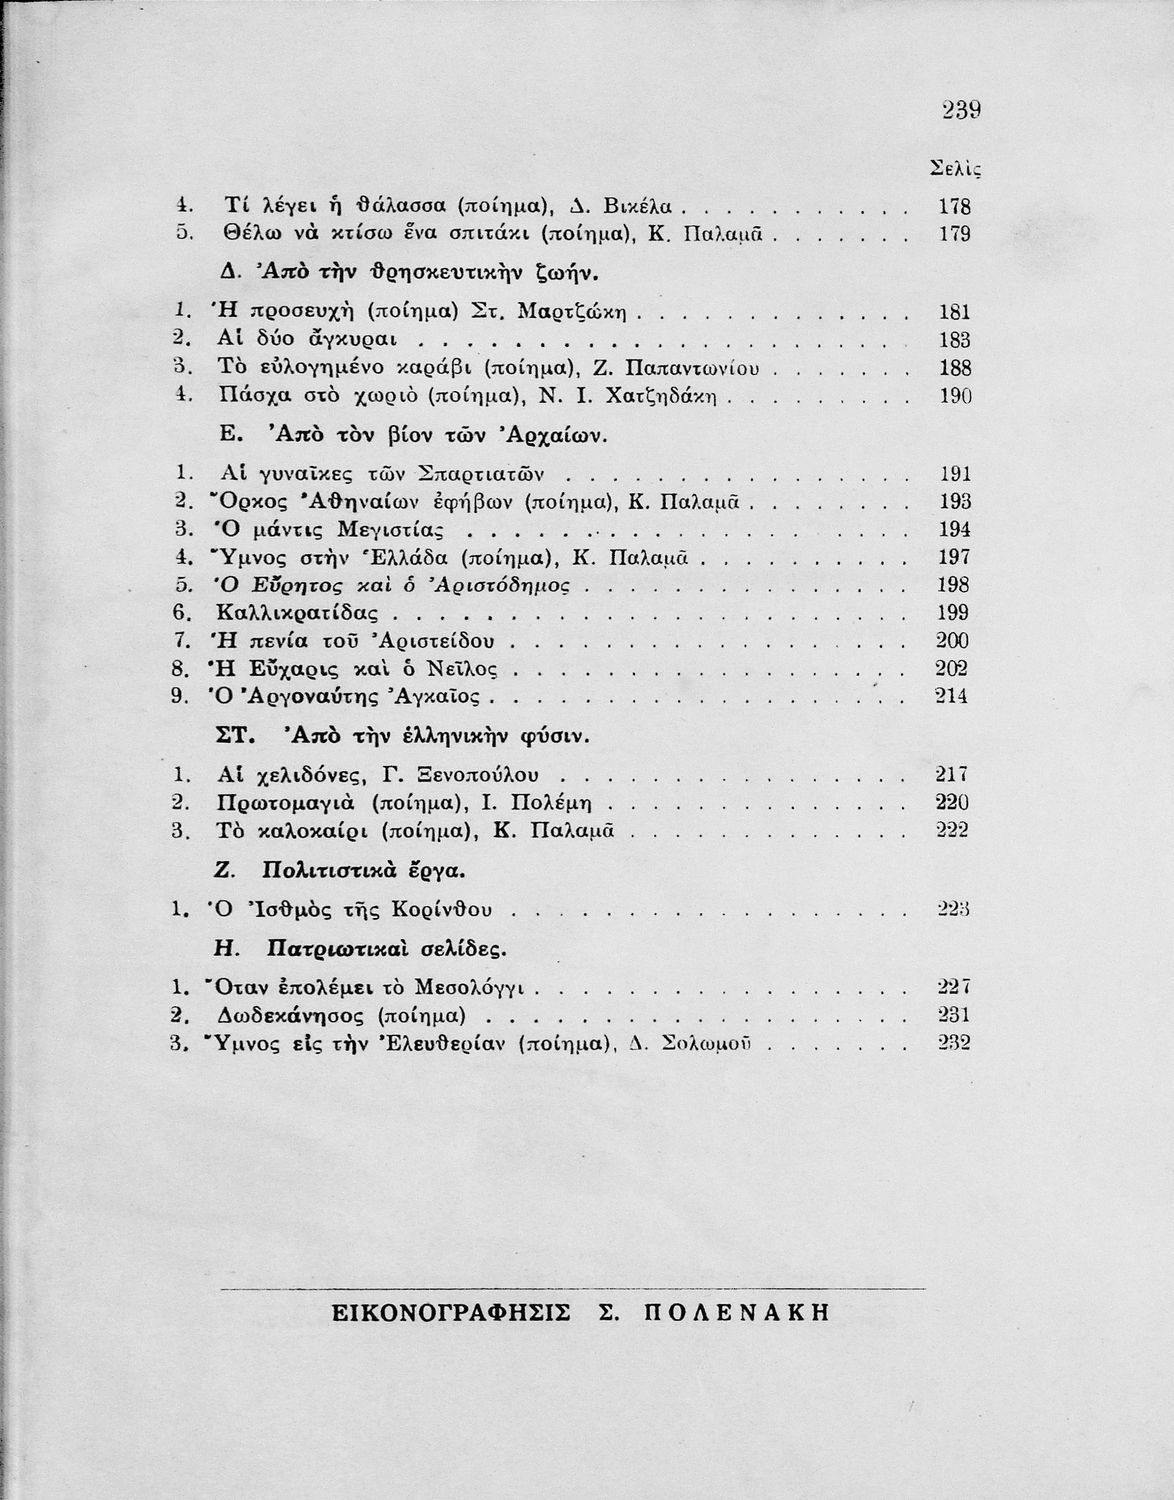 239
Σελὶς
4. Τί λέγει ἡ θάλασσα (ποίημα), Δ. Βικέλα . . . . . . . . . . 178
5. Θέλω νὰ κτίσω ἕνα σπιτάκι (ποίημα), Κ. Παλαμᾶ . . . . . . . 179
Δ. Ἀπὸ τὴν θρησκευτικὴν ζωήν.
1. Ἡ προσευχὴ (ποίημα) Στ. Μαρτζώκη . . . . . . . . . . . . 181
2. Αἱ δύο ἄγκυραι . . . . . . . . . . . . . . . . . . . . . 183
3. Τὸ εὐλογημένο καράβι (ποίημα), Ζ. Παπαντωνίου . . . . . . . 188
4. Πάσχα στὸ χωριὸ (ποίημα), Ν. Ι. Χατζηδάκη . . . . . . . . . 190
Ε. Ἀπὸ τὸν βίον τῶν Ἀρχαίων.
1. Αἱ γυναῖκες τῶν Σπαρτιατῶν . . . . . . . . . . . . . . . 191
2. Ὅρκος Ἀθηναίων ἐφήβων (ποίημα), Κ. Παλαμᾶ . . . . . . . 193
3. Ὁ μάντις Μεγιστίας . . . . . . . . . . . . . . . . . . . 194
4. Ὕμνος στὴν Ἑλλάδα (ποίημα), Κ. Παλαμᾶ . . . . . . . . . 197
5. Ὁ Εὔρητος καὶ ὁ Ἀριστόδημος . . . . . . . . . . . . . . 198
6. Καλλικρατίδας . . . . . . . . . . . . . . . . . . . . . . 199
7. Ἡ πενία τοῦ Ἀριστείδου . . . . . . . . . . . . . . . . . 200
8. Ἡ Εὔχαρις καὶ ὁ Νεῖλος . . . . . . . . . . . . . . . . . 202
9. Ὁ Ἀργοναύτης Ἀγκαῖος . . . . . . . . . . . . . . . . . . 214
ΣΤ. Ἀπὸ τὴν ἑλληνικὴν φύσιν.
1. Αἱ χελιδόνες, Γ. Ξενοπούλου . . . . . . . . . . . . . . . 217
2. Πρωτομαγιὰ (ποίημα), Ι. Πολέμη . . . . . . . . . . . . . 220
3. Τὸ καλοκαίρι (ποίημα), Κ. Παλαμᾶ . . . . . . . . . . . . 222
Ζ. Πολιτιστικὰ ἔργα.
1. Ὁ Ἰσθμὸς τῆς Κορίνθου . . . . . . . . . . . . . . . . . 223
Η. Πατριωτικαὶ σελίδες.
1. Ὅταν ἐπολέμει τὸ Μεσολόγγι . . . . . . . . . . . . . . . . 227
2. Δωδεκάνησος (ποίημα) . . . . . . . . . . . . . . . . . . 231
3. Ὕμνος εἰς τὴν Ἐλευθερίαν (ποίημα), Δ. Σολωμοῦ . . . . . . . 232
ΕΙΚΟΝΟΓΡΑΦΗΣΙΣ Σ. ΠΟΛΕΝΑΚΗ